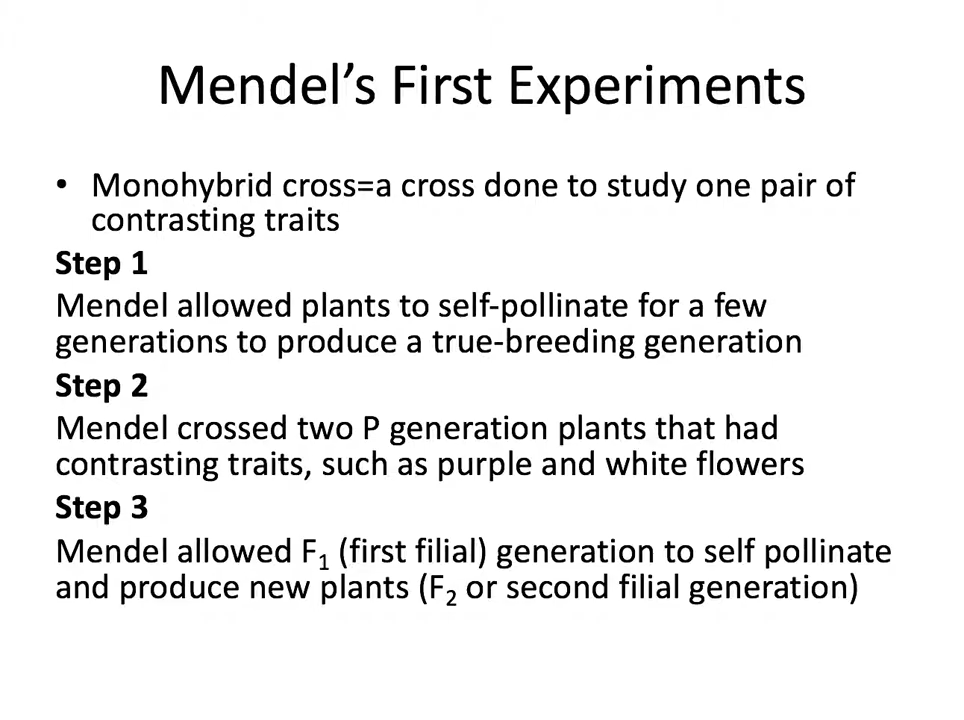 Mendel’s First Experiments
• Monohybrid cross=a cross done to study one pair of
contrasting traits
Step 1
Mendel allowed plants to self-pollinate for a few
generations to produce a true-breeding generation
Step 2
Mendel crossed two P generation plants that had
contrasting traits, such as purple and white flowers
Step 3
Mendel allowed F₁ (first filial) generation to self pollinate
and produce new plants (F₂ or second filial generation)